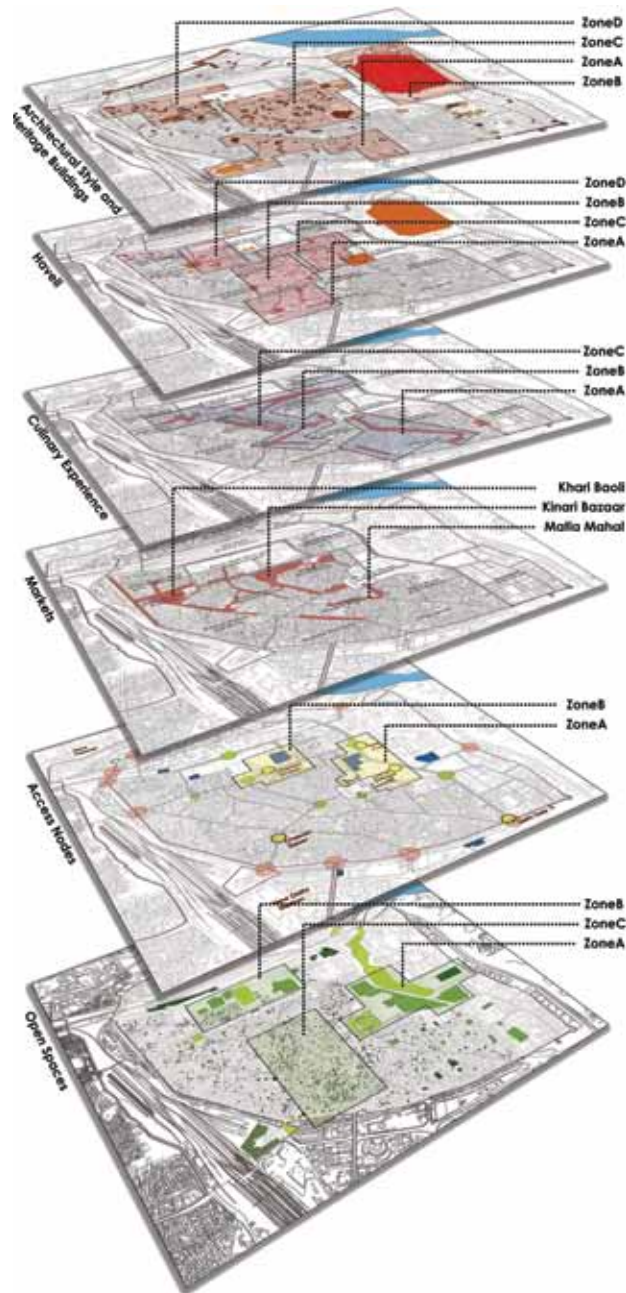 ZoneD
ZoneC
ZoneA
ZoneB
Architectural Style and
Heritage Buildings
ZoneD
ZoneB
ZoneC
ZoneA
Haveli
ZoneC
ZoneB
ZoneA
Culinary Experience
Khari Baoli
Kinari Bazaar
Matia Mahal
Markets
ZoneB
ZoneA
Access Nodes
ZoneB
ZoneC
ZoneA
Open Spaces